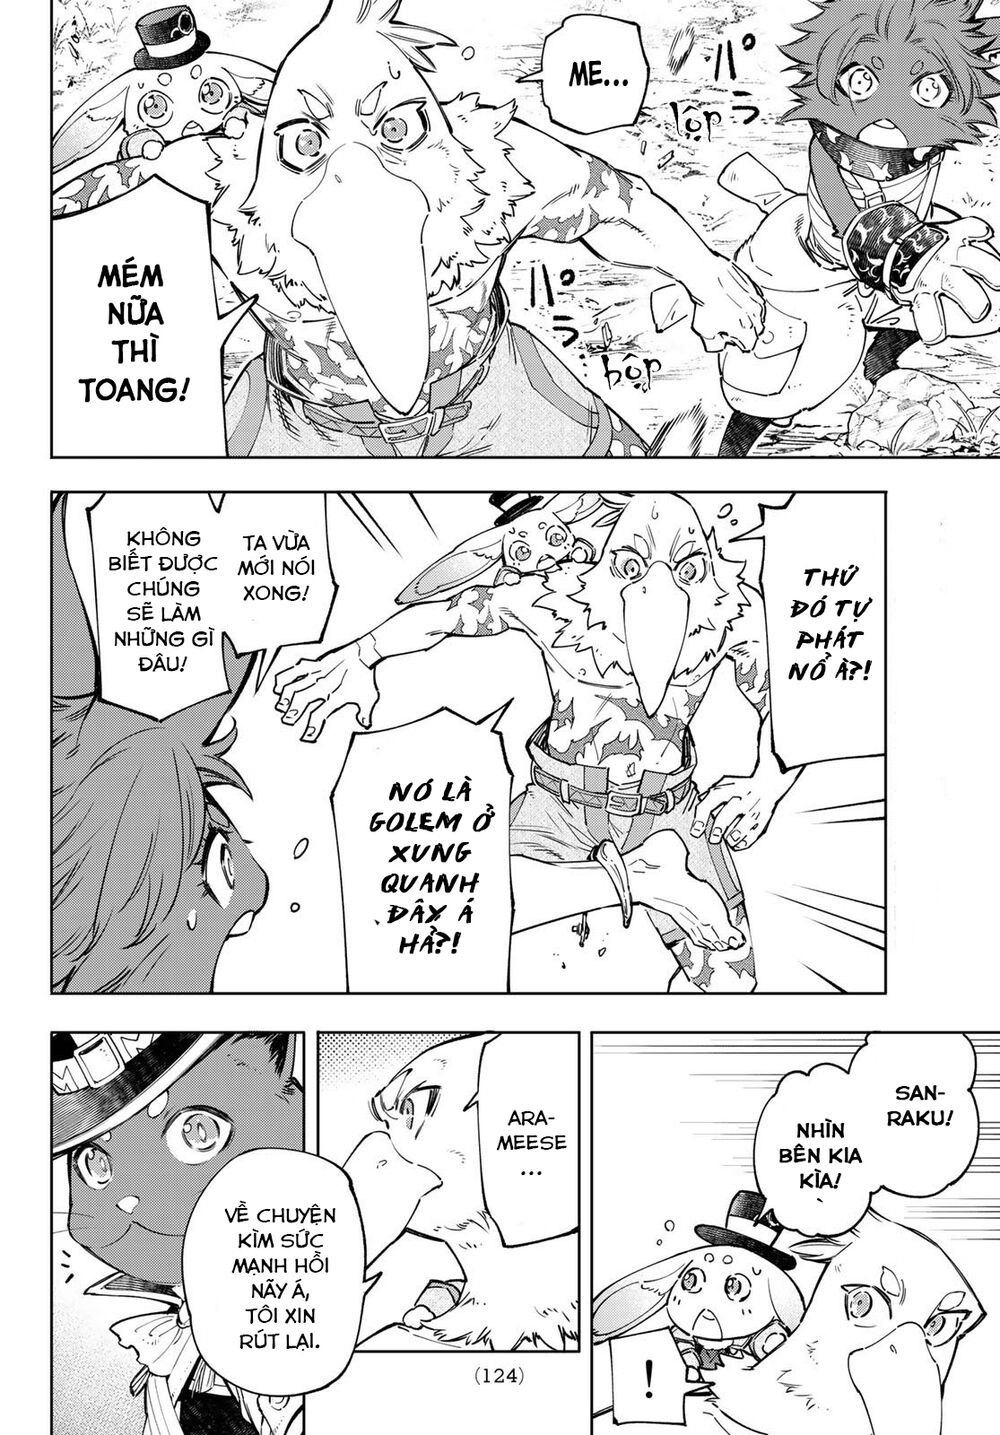 ME...
パ
ラ
lộp
パ
ラ
bộp
MÉM
NỮA
THÌ
TOANG!
THỨ
ĐÓ TỰ
PHÁT
NỔ À?!
TA VỪA
MỚI NÓI
XONG!
KHÔNG
BIẾT ĐƯỢC
CHÚNG
SẼ LÀM
NHỮNG GÌ
ĐÂU!
NÓ LÀ
GOLEM Ở
XUNG
QUANH
ĐÂY Á
HẢ?!
SAN-
RAKU!
NHÌN
BÊN KIA
KÌA!
!
ARA-
MEESE
...
VỀ CHUYỆN
KÌM SỨC
MẠNH HỒI
NÃY Á,
TÔI XIN
RÚT LẠI.
(124)